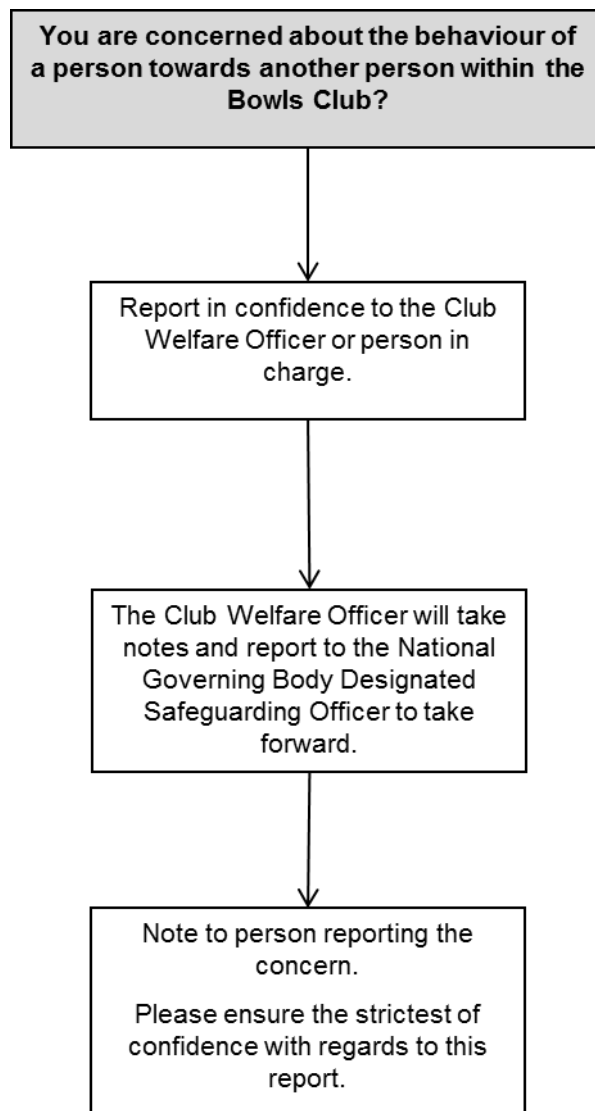 You are concerned about the behaviour of
a person towards another person within the
Bowls Club?
Report in confidence to the Club
Welfare Officer or person in
charge.
The Club Welfare Officer will take
notes and report to the National
Governing Body Designated
Safeguarding Officer to take
forward.
Note to person reporting the
concern.
Please ensure the strictest of
confidence with regards to this
report.